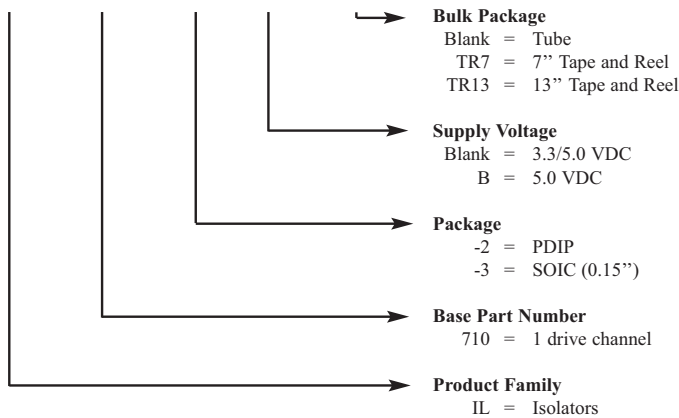 Bulk Package
Blank = Tube
TR7 = 7’’ Tape and Reel
TR13 = 13’’ Tape and Reel
Supply Voltage
Blank = 3.3/5.0 VDC
B = 5.0 VDC
Package
-2 = PDIP
-3 = SOIC (0.15’’)
Base Part Number
710 = 1 drive channel
Product Family
IL = Isolators